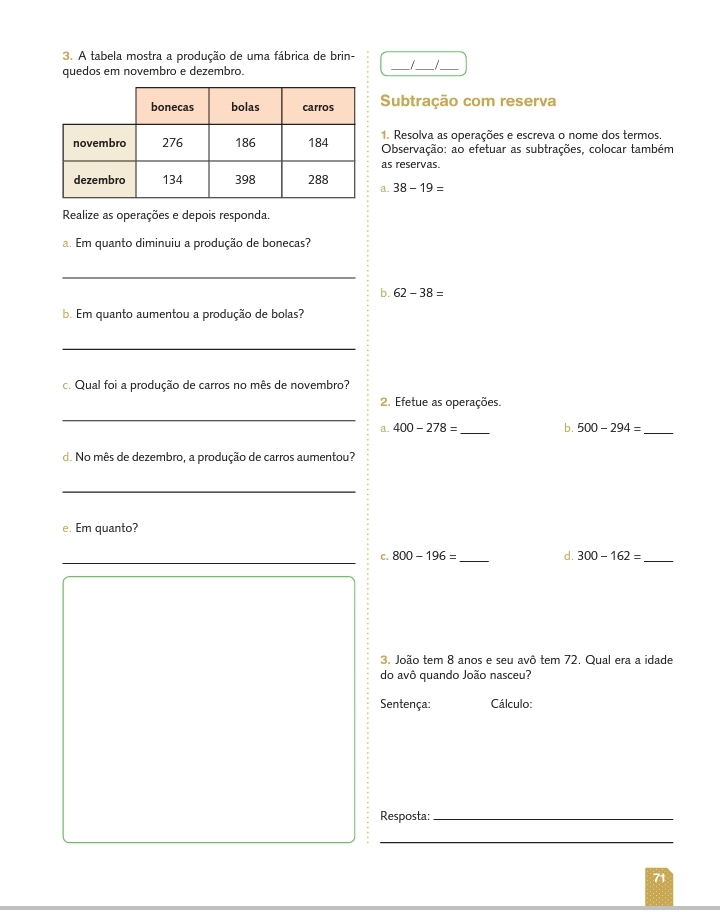 3. A tabela mostra a produção de uma fábrica de brin-
quedos em novembro e dezembro.
bonecas bolas carros
novembro 276 186 184
dezembro 134 398 288
Realize as operações e depois responda.
a. Em quanto diminuiu a produção de bonecas?
b. Em quanto aumentou a produção de bolas?
c. Qual foi a produção de carros no mês de novembro?
d. No mês de dezembro, a produção de carros aumentou?
e. Em quanto?
___/___/___
Subtração com reserva
1. Resolva as operações e escreva o nome dos termos.
Observação: ao efetuar as subtrações, colocar também
as reservas.
a. 38 – 19 =
b. 62 – 38 =
2. Efetue as operações.
a. 400 – 278 = _____ b. 500 – 294 = _____
c. 800 – 196 = _____ d. 300 – 162 = _____
3. João tem 8 anos e seu avô tem 72. Qual era a idade
do avô quando João nasceu?
Sentença: Cálculo:
Resposta:
71